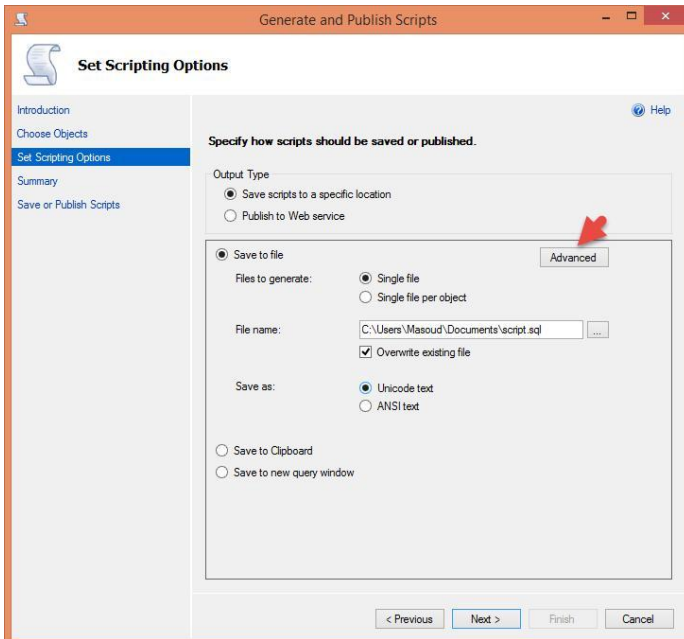 Generate and Publish Scripts
Set Scripting Options
Introduction
Choose Objects
Set Scripting Options
Summary
Save or Publish Scripts
Help
Specify how scripts should be saved or published.
Output Type
Save scripts to a specific location
Publish to Web service
Save to file
Advanced
Files to generate:
Single file
Single file per object
File name:
C:\Users\Masoud\Documents\script.sql
...
Overwrite existing file
Save as:
Unicode text
ANSI text
Save to Clipboard
Save to new query window
< Previous
Next >
Finish
Cancel